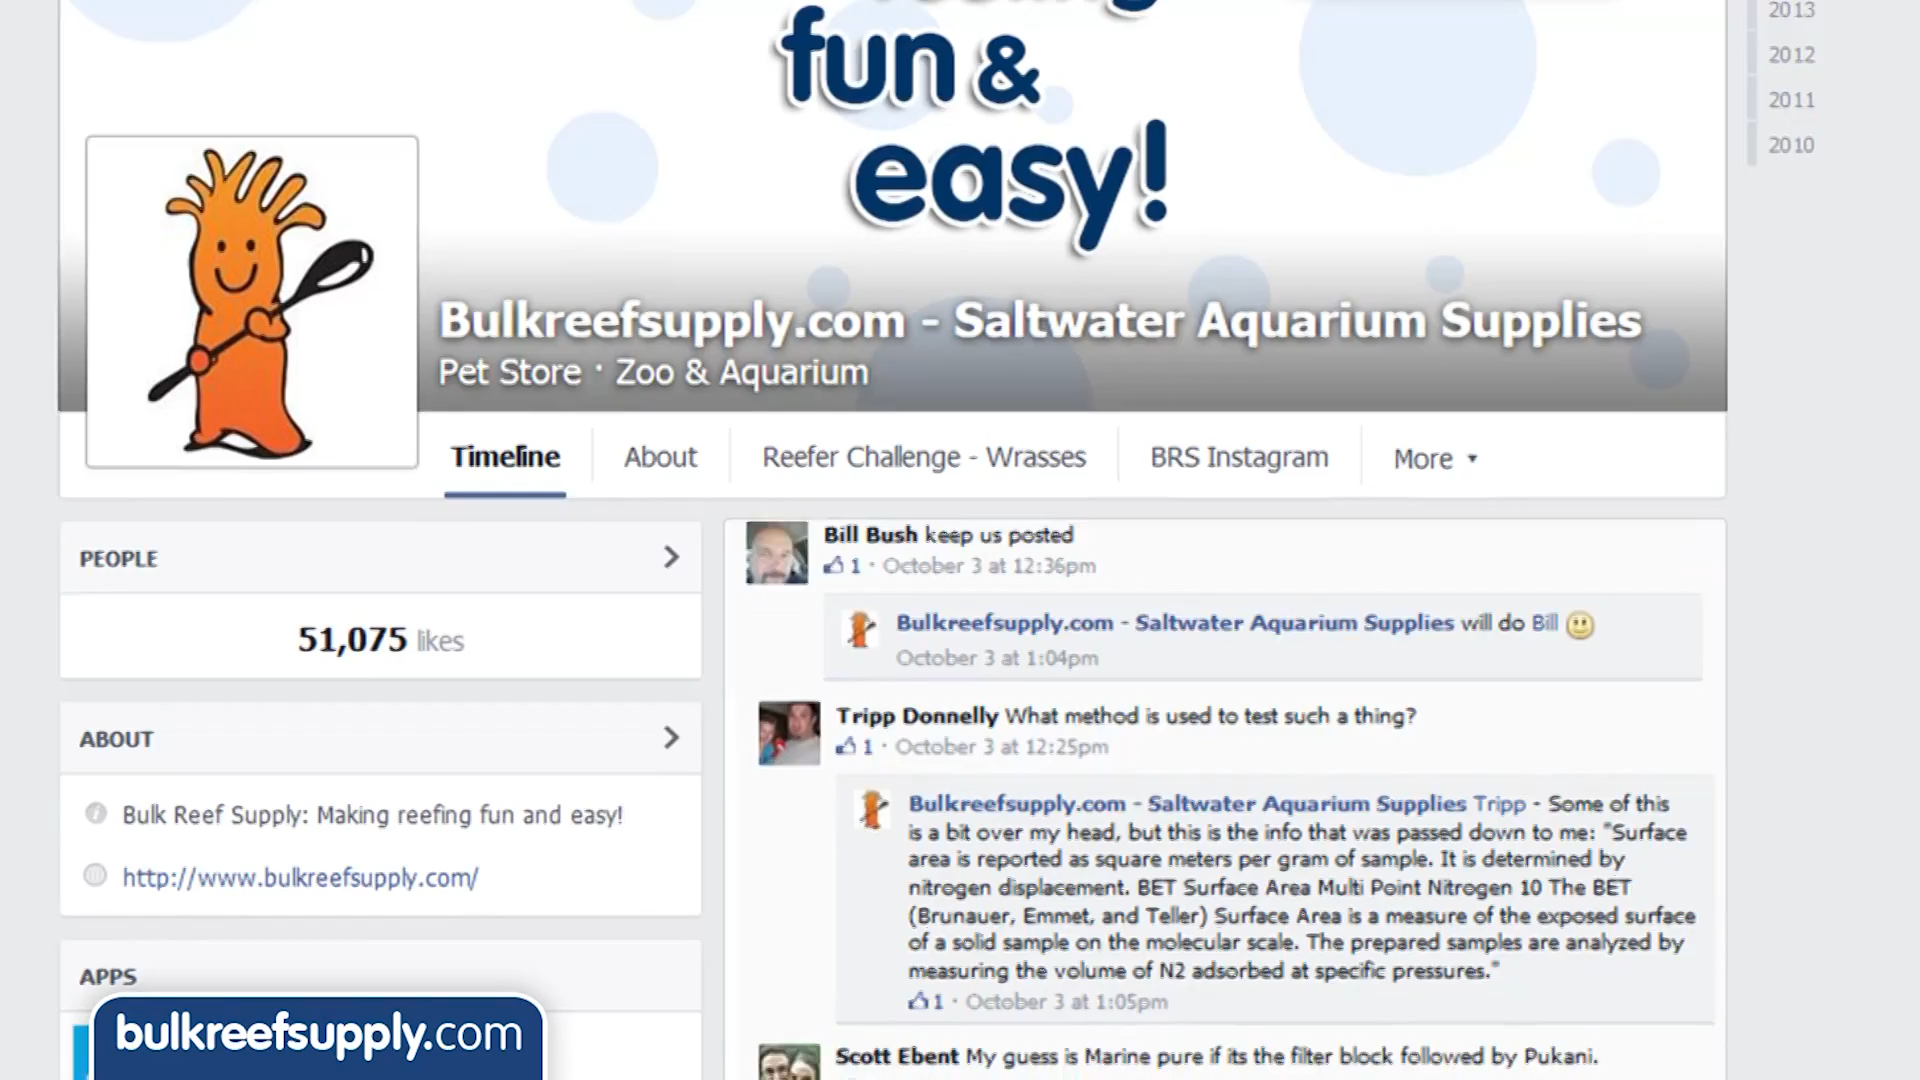 fun &
easy!
2013
2012
2011
2010
Bulkreefsupply.com - Saltwater Aquarium Supplies
Pet Store · Zoo & Aquarium
Timeline
About
Reefer Challenge - Wrasses
BRS Instagram
More
PEOPLE
51,075 likes
ABOUT
Bulk Reef Supply: Making reefing fun and easy!
http://www.bulkreefsupply.com/
APPS
bulkreefsupply.com
Bill Bush keep us posted
1 · October 3 at 12:36pm
Bulkreefsupply.com - Saltwater Aquarium Supplies will do Bill
October 3 at 1:04pm
Tripp Donnelly What method is used to test such a thing?
1 · October 3 at 12:25pm
Bulkreefsupply.com - Saltwater Aquarium Supplies Tripp - Some of this
is a bit over my head, but this is the info that was passed down to me: "Surface
area is reported as square meters per gram of sample. It is determined by
nitrogen displacement. BET Surface Area Multi Point Nitrogen 10 The BET
(Brunauer, Emmet, and Teller) Surface Area is a measure of the exposed surface
of a solid sample on the molecular scale. The prepared samples are analyzed by
measuring the volume of N2 adsorbed at specific pressures."
1 · October 3 at 1:05pm
Scott Ebent My guess is Marine pure if its the filter block followed by Pukani.